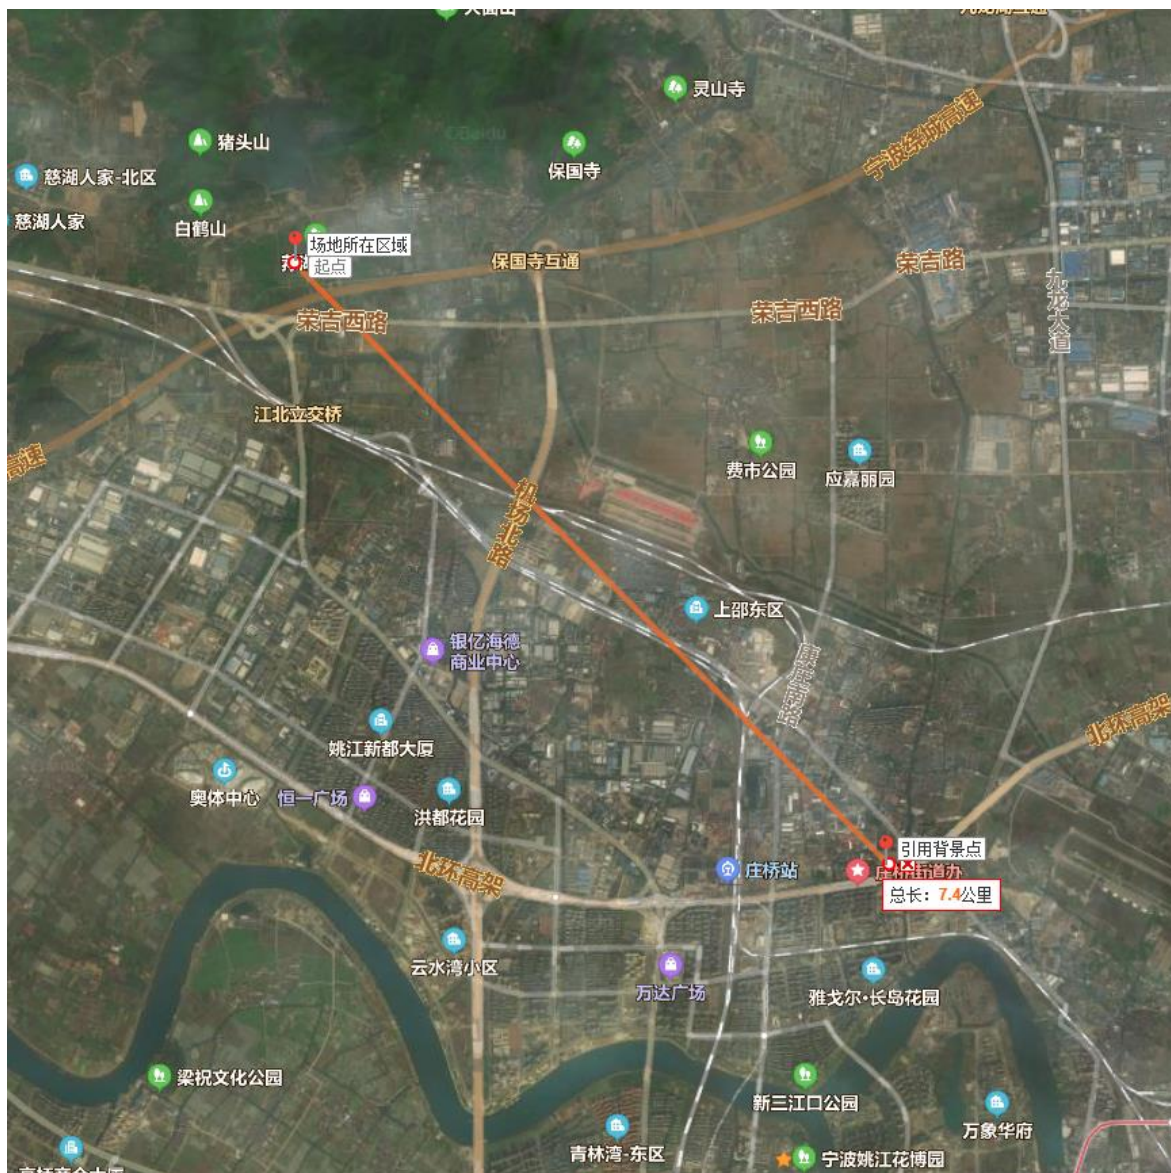 大面山
九龙湖互通
灵山寺
©Baidu
宁波绕城高速
猪头山
保国寺
慈湖人家-北区
慈湖人家
白鹤山
场地所在区域
起点
保国寺互通
荣吉路
九龙大道
荣吉西路
荣吉西路
江北立交桥
高速
费市公园
应嘉丽园
机场北路
上邵东区
银亿海德
商业中心
北环高架
姚江新都大厦
奥体中心
恒一广场
洪都花园
引用背景点
北环高架
庄桥站
庄桥街道办
总长：7.4公里
云水湾小区
万达广场
雅戈尔·长岛花园
梁祝文化公园
新三江口公园
万象华府
青林湾-东区
宁波姚江花博园